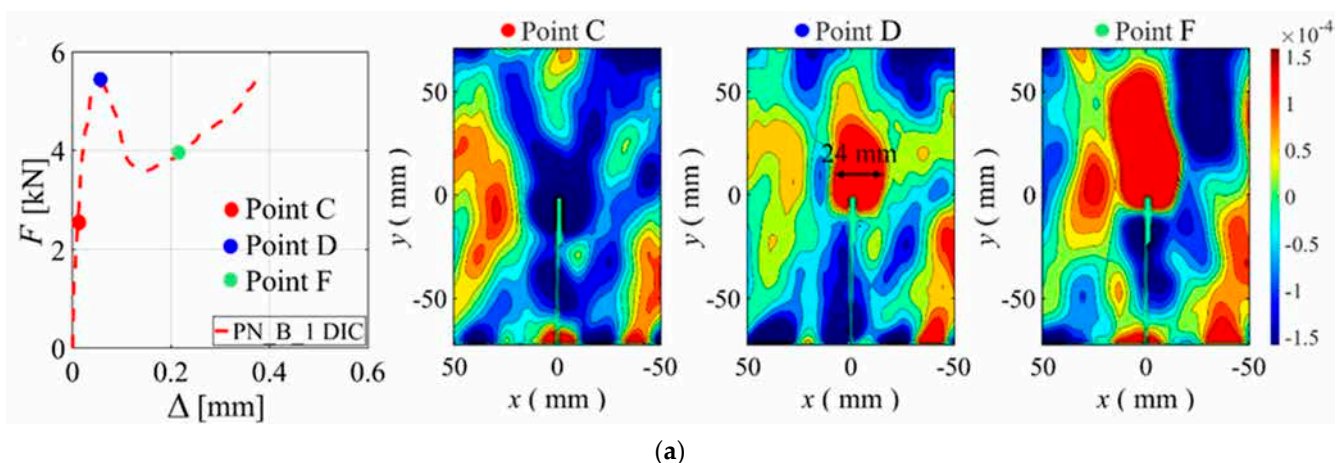 Point C
Point D
Point F
6
4
2
0
F [kN]
Point C
Point D
Point F
PN_B_1 DIC
0
0.2
0.4
0.6
Δ [mm]
50
0
-50
y ( mm )
50
0
-50
x ( mm )
50
0
-50
y ( mm )
24 mm
50
0
-50
x ( mm )
50
0
-50
y ( mm )
50
0
-50
x ( mm )
×10⁻⁴
1.5
1
0.5
0
-0.5
-1
-1.5
(a)